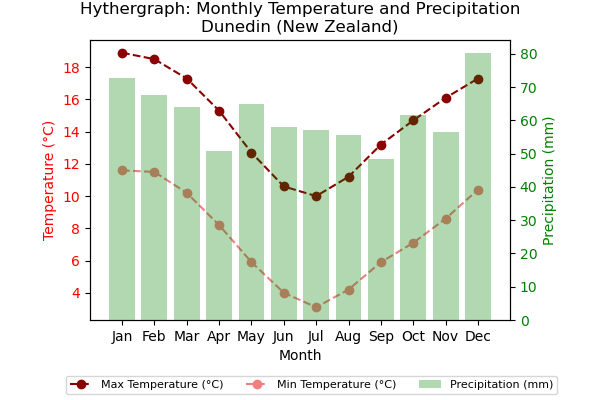 Hythergraph: Monthly Temperature and Precipitation
Dunedin (New Zealand)
Temperature (°C)
18
16
14
12
10
8
6
4
80
70
60
50
40
30
20
10
0
Precipitation (mm)
Jan Feb Mar Apr May Jun Jul Aug Sep Oct Nov Dec
Month
Max Temperature (°C) Min Temperature (°C) Precipitation (mm)